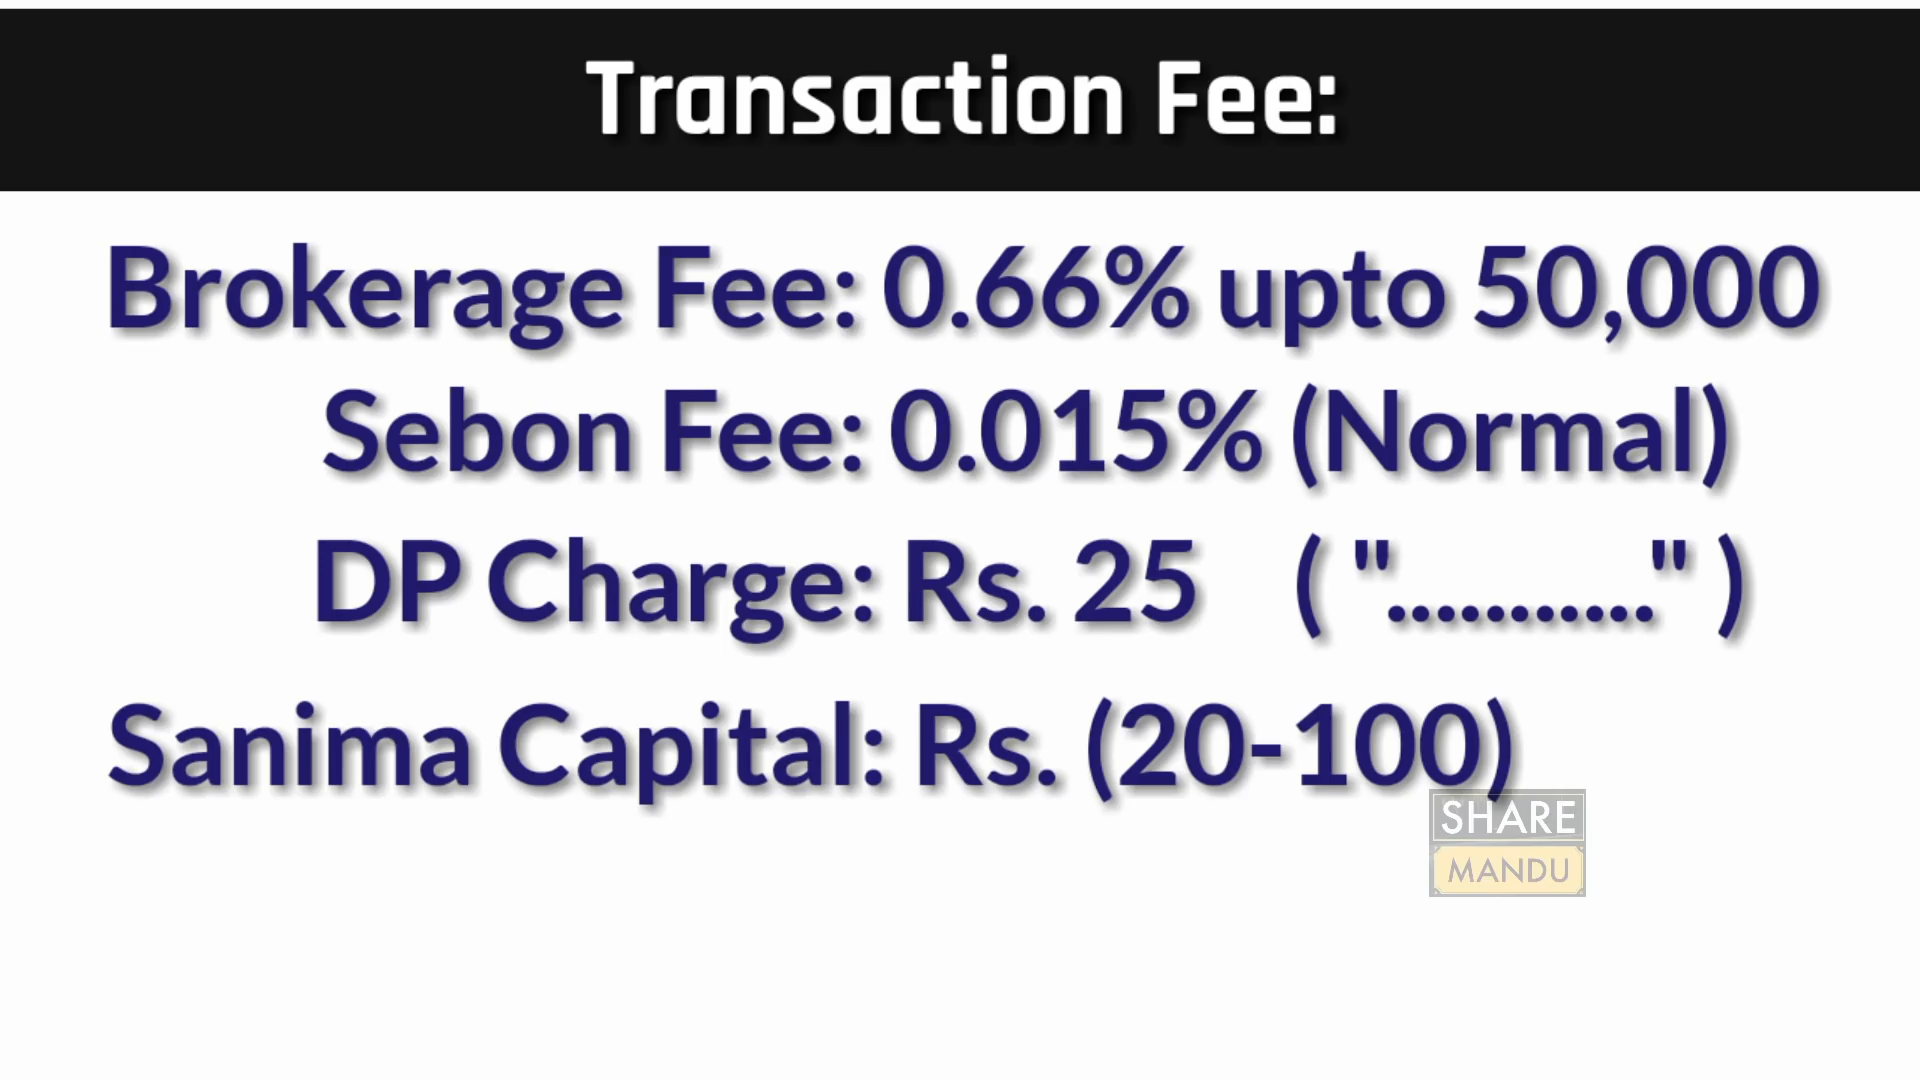 Transaction Fee:
Brokerage Fee: 0.66% upto 50,000
Sebon Fee: 0.015% (Normal)
DP Charge: Rs. 25 ( "..........." )
Sanima Capital: Rs. (20-100)
SHARE
MANDU